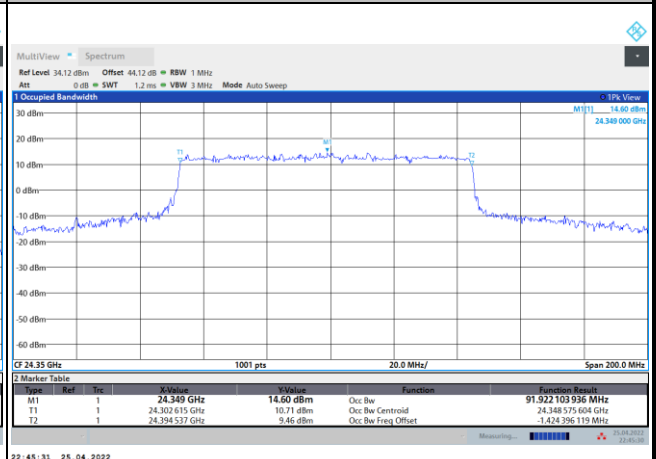 MultiView Spectrum
Ref Level 34.12 dBm Offset 44.12 dB RBW 1 MHz
Att 0 dB SWT 1.2 ms VBW 3 MHz Mode Auto Sweep
1 Occupied Bandwidth 1Pk View
M1[1] 14.60 dBm
24.349 000 GHz
30 dBm
20 dBm
M1
T1 T2
10 dBm
0 dBm
-10 dBm
-20 dBm
-30 dBm
-40 dBm
-50 dBm
-60 dBm
CF 24.35 GHz 1001 pts 20.0 MHz/ Span 200.0 MHz
2 Marker Table
Type Ref Trc X-Value Y-Value Function Function Result
M1 1 24.349 GHz 14.60 dBm Occ Bw 91.922 103 936 MHz
T1 1 24.302 615 GHz 10.71 dBm Occ Bw Centroid 24.348 575 604 GHz
T2 1 24.394 537 GHz 9.46 dBm Occ Bw Freq Offset -1.424 396 119 MHz
Measuring... 25.04.2022
22:45:30
22:45:31 25.04.2022